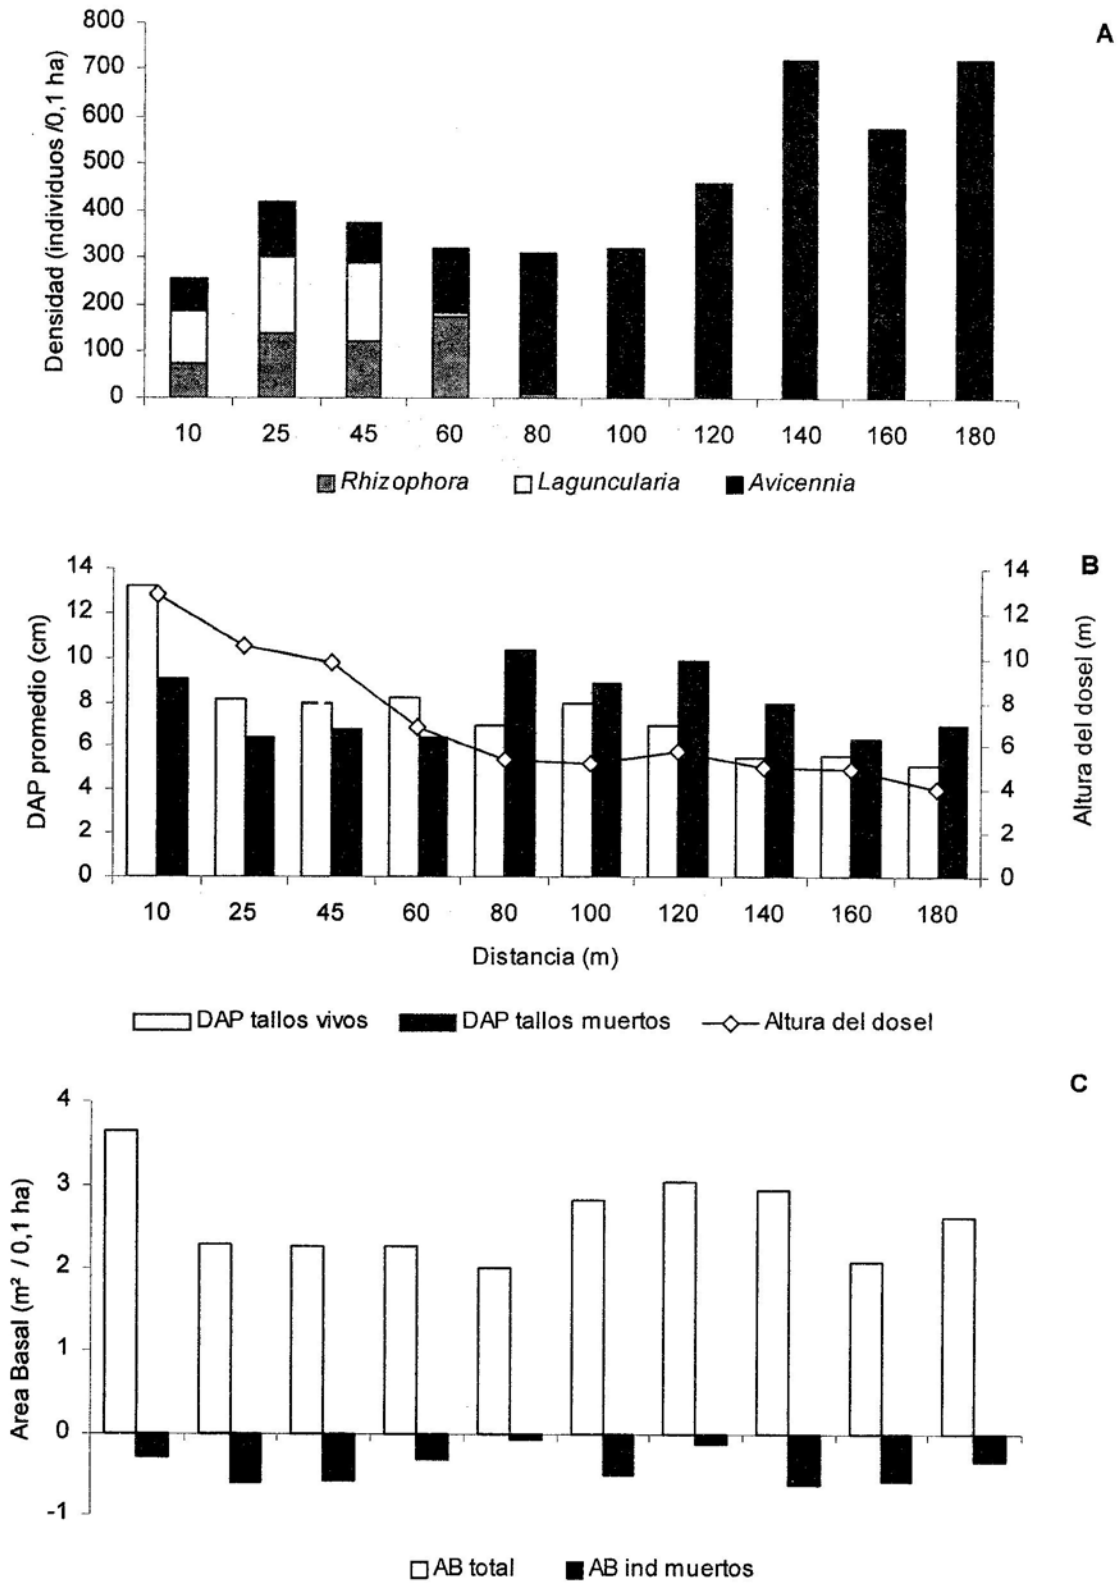 A
Densidad (individuos /0,1 ha)
800
700
600
500
400
300
200
100
0
10 25 45 60 80 100 120 140 160 180
Rhizophora Laguncularia Avicennia
B
DAP promedio (cm)
14
12
10
8
6
4
2
0
14
12
10
8
6
4
2
0
Altura del dosel (m)
10 25 45 60 80 100 120 140 160 180
Distancia (m)
DAP tallos vivos DAP tallos muertos Altura del dosel
C
Area Basal (m² / 0,1 ha)
4
3
2
1
0
-1
AB total AB ind muertos